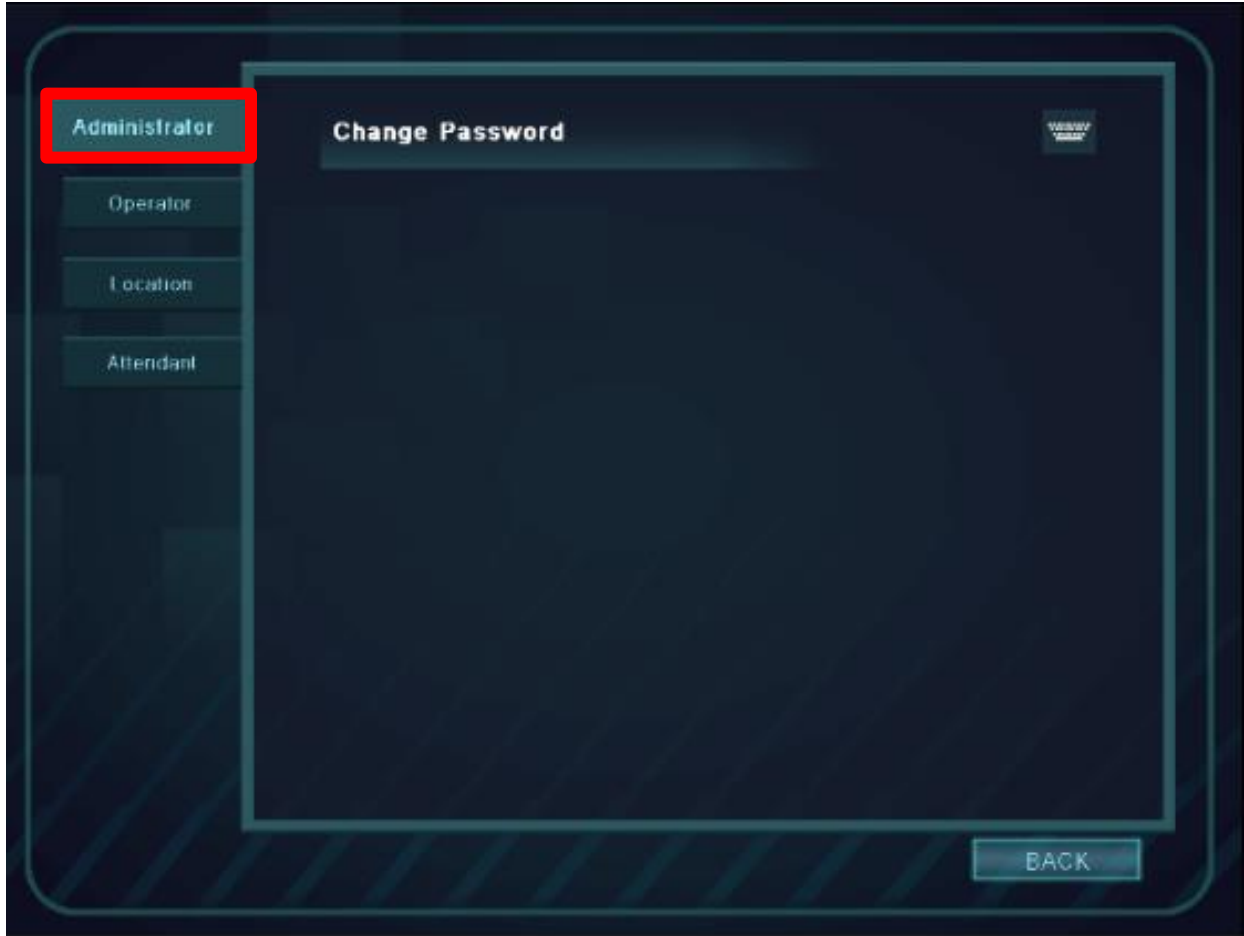 Administrator
Change Password
Operator
Location
Attendant
BACK